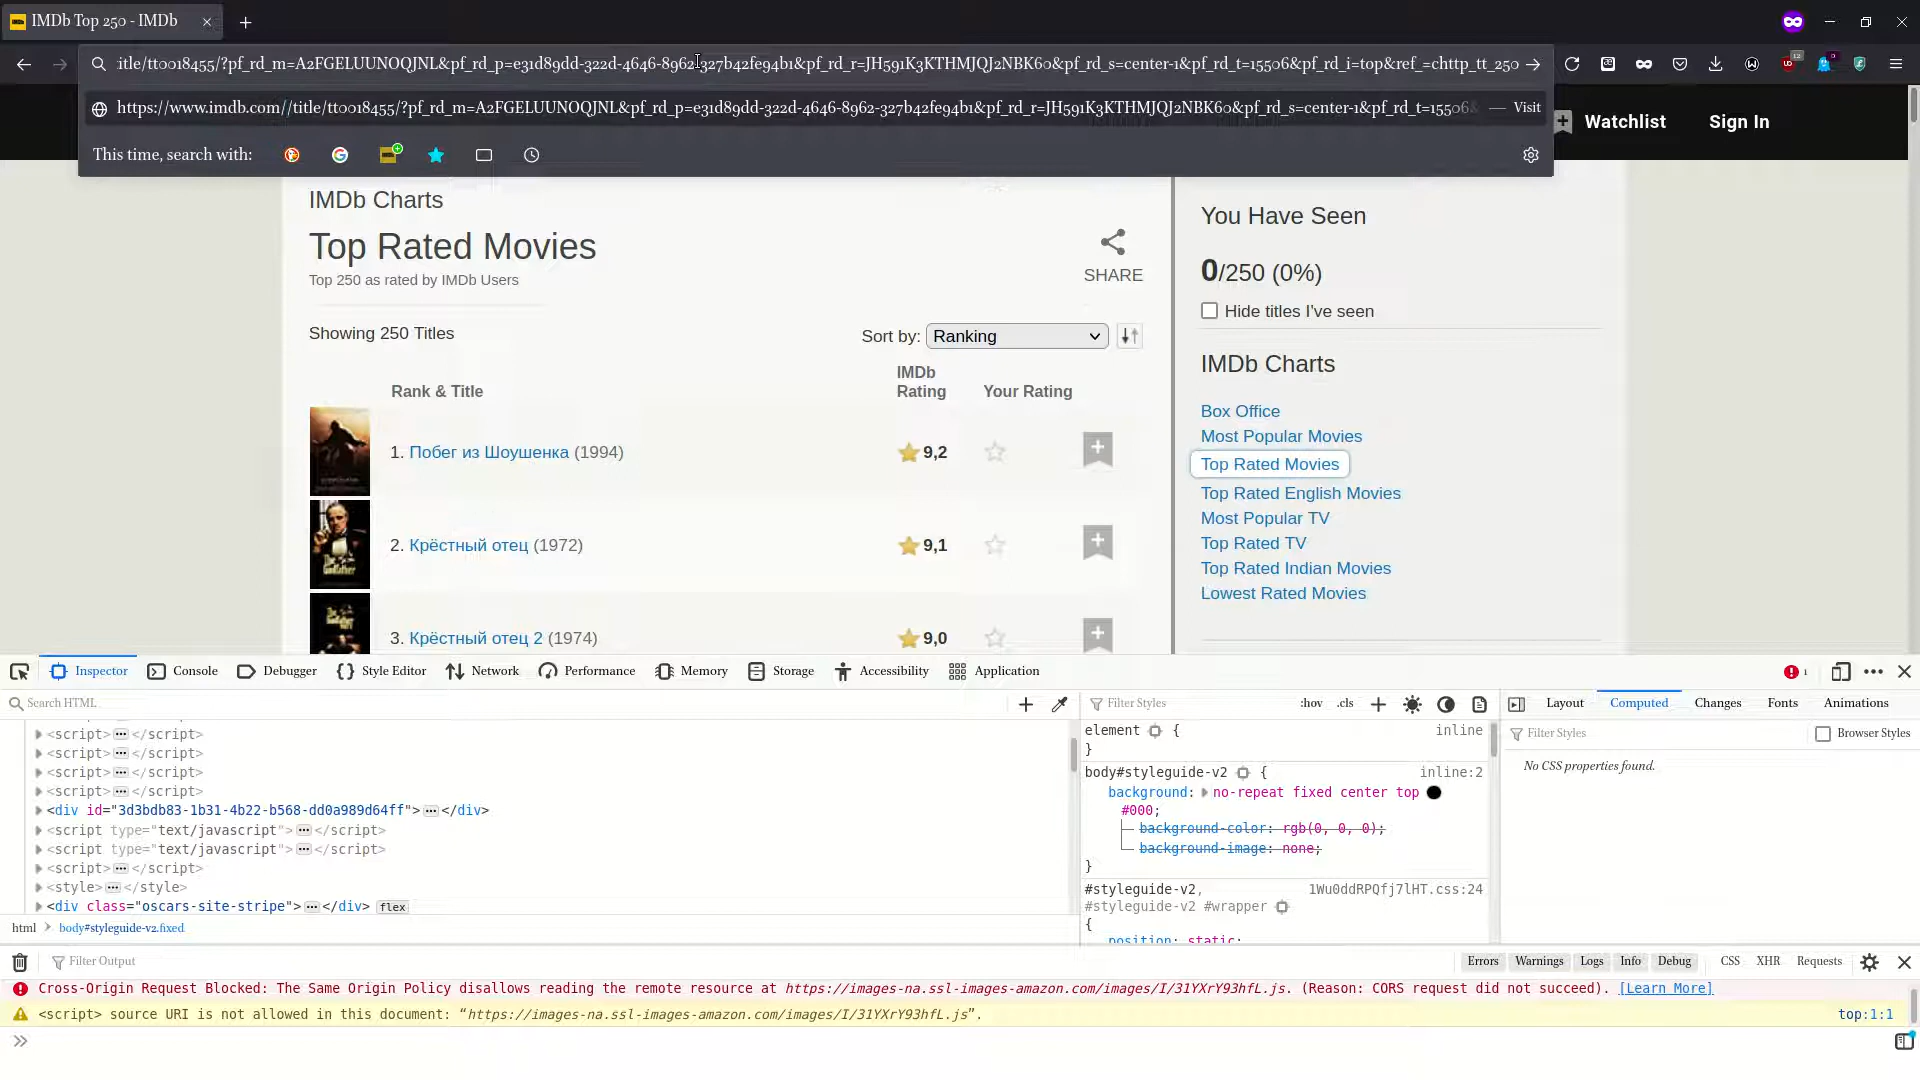 IMDb Top 250 - IMDb
itle/tt0018455/?pf_rd_m=A2FGELUUNOQJNL&pf_rd_p=e31d89dd-322d-4646-8962-327b42fe94b1&pf_rd_r=JH591K3KTHMJQJ2NBK60&pf_rd_s=center-1&pf_rd_t=15506&pf_rd_i=top&ref_=chttp_tt_250
https://www.imdb.com//title/tt0018455/?pf_rd_m=A2FGELUUNOQJNL&pf_rd_p=e31d89dd-322d-4646-8962-327b42fe94b1&pf_rd_r=JH591K3KTHMJQJ2NBK60&pf_rd_s=center-1&pf_rd_t=15506& — Visit
Watchlist Sign In
This time, search with:
IMDb Charts
Top Rated Movies
Top 250 as rated by IMDb Users
SHARE
Showing 250 Titles
Sort by: Ranking
Rank & Title IMDb Rating Your Rating
1. Побег из Шоушенка (1994) 9,2
2. Крёстный отец (1972) 9,1
3. Крёстный отец 2 (1974) 9,0
You Have Seen
0/250 (0%)
Hide titles I've seen
IMDb Charts
Box Office
Most Popular Movies
Top Rated Movies
Top Rated English Movies
Most Popular TV
Top Rated TV
Top Rated Indian Movies
Lowest Rated Movies
Inspector Console Debugger Style Editor Network Performance Memory Storage Accessibility Application 1
Search HTML
<script> </script>
<script> </script>
<script> </script>
<script> </script>
<div id="3d3bdb83-1b31-4b22-b568-dd0a989d64ff"> </div>
<script type="text/javascript"> </script>
<script type="text/javascript"> </script>
<script> </script>
<style> </style>
<div class="oscars-site-stripe"> </div> flex
html body#styleguide-v2.fixed
Filter Styles :hov .cls
element { inline
}
body#styleguide-v2 { inline:2
background: no-repeat fixed center top
#000;
background-color: rgb(0, 0, 0);
background-image: none;
}
#styleguide-v2, 1Wu0ddRPQfj7lHT.css:24
#styleguide-v2 #wrapper
{
position: static;
Layout Computed Changes Fonts Animations
Filter Styles Browser Styles
No CSS properties found.
Filter Output Errors Warnings Logs Info Debug CSS XHR Requests
Cross-Origin Request Blocked: The Same Origin Policy disallows reading the remote resource at https://images-na.ssl-images-amazon.com/images/I/31YXrY93hfL.js. (Reason: CORS request did not succeed). [Learn More]
<script> source URI is not allowed in this document: “https://images-na.ssl-images-amazon.com/images/I/31YXrY93hfL.js”. top:1:1